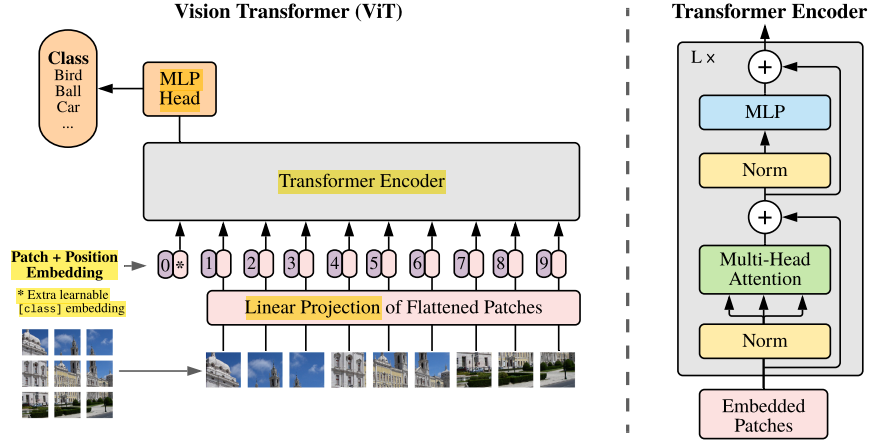 Vision Transformer (ViT)
Class
Bird
Ball
Car
...
MLP
Head
Transformer Encoder
Patch + Position
Embedding
0 * 1 2 3 4 5 6 7 8 9
* Extra learnable
[class] embedding
Linear Projection of Flattened Patches
Transformer Encoder
L x
+
MLP
Norm
+
Multi-Head
Attention
Norm
Embedded
Patches